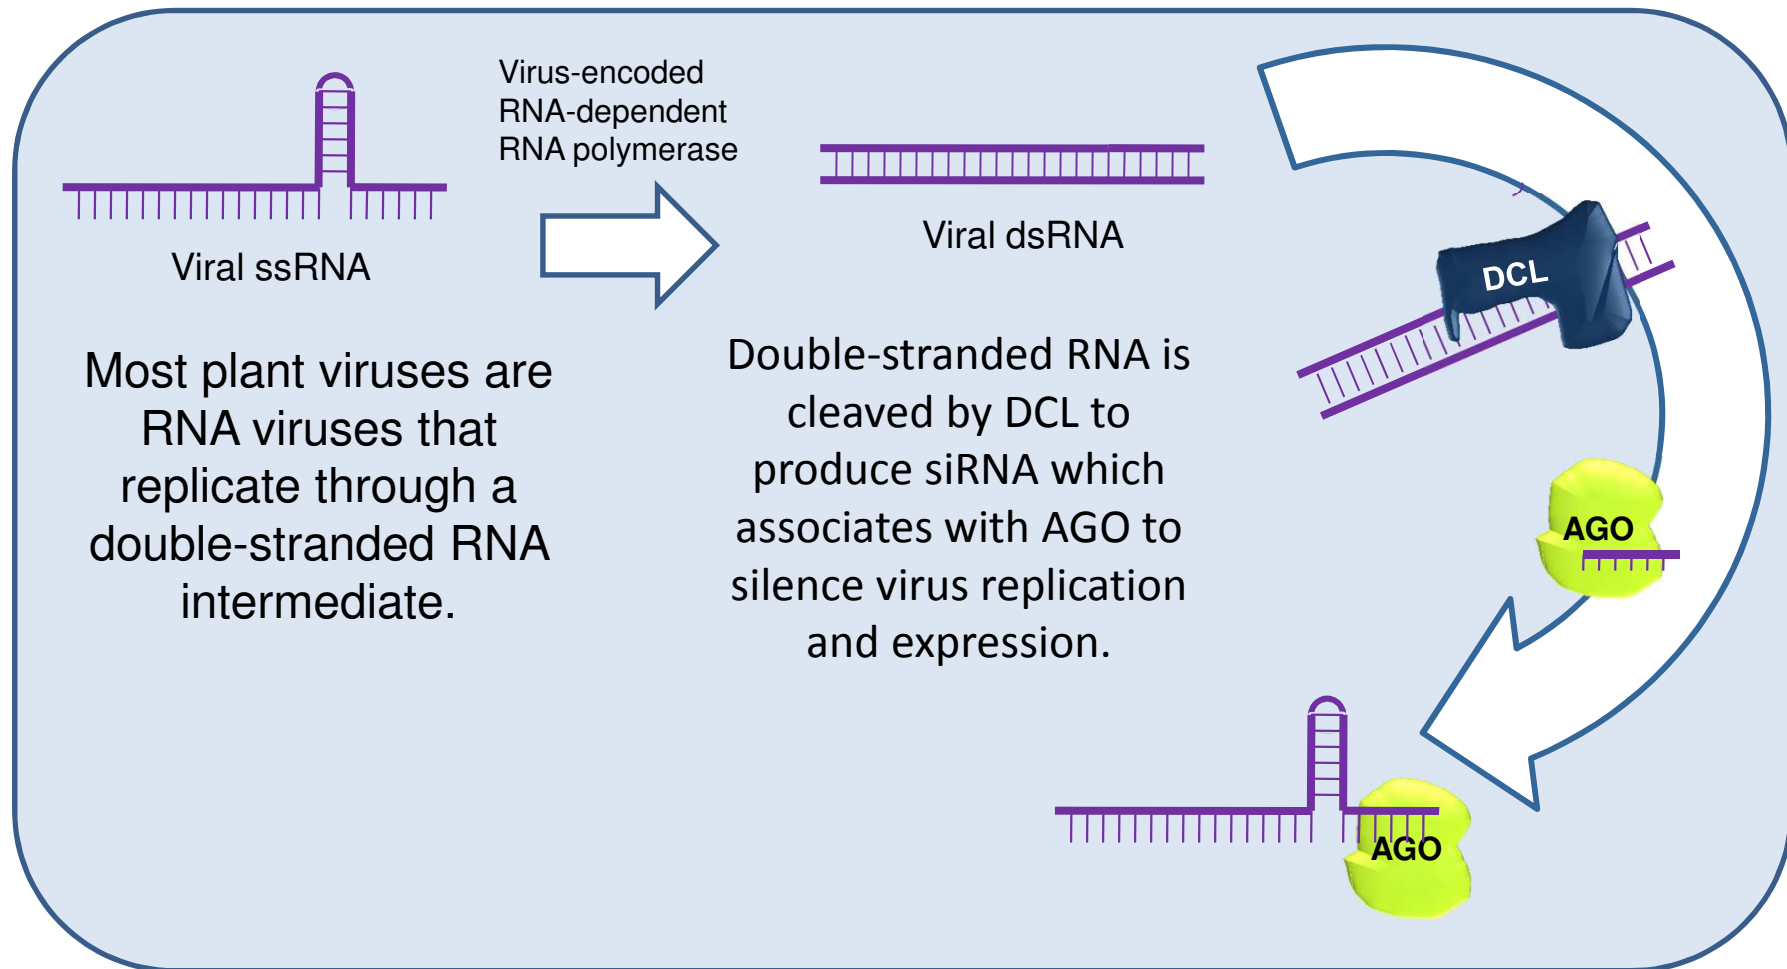 Virus-encoded
RNA-dependent
RNA polymerase
Viral ssRNA
Viral dsRNA
DCL
Most plant viruses are
RNA viruses that
replicate through a
double-stranded RNA
intermediate.
Double-stranded RNA is
cleaved by DCL to
produce siRNA which
associates with AGO to
silence virus replication
and expression.
AGO
AGO